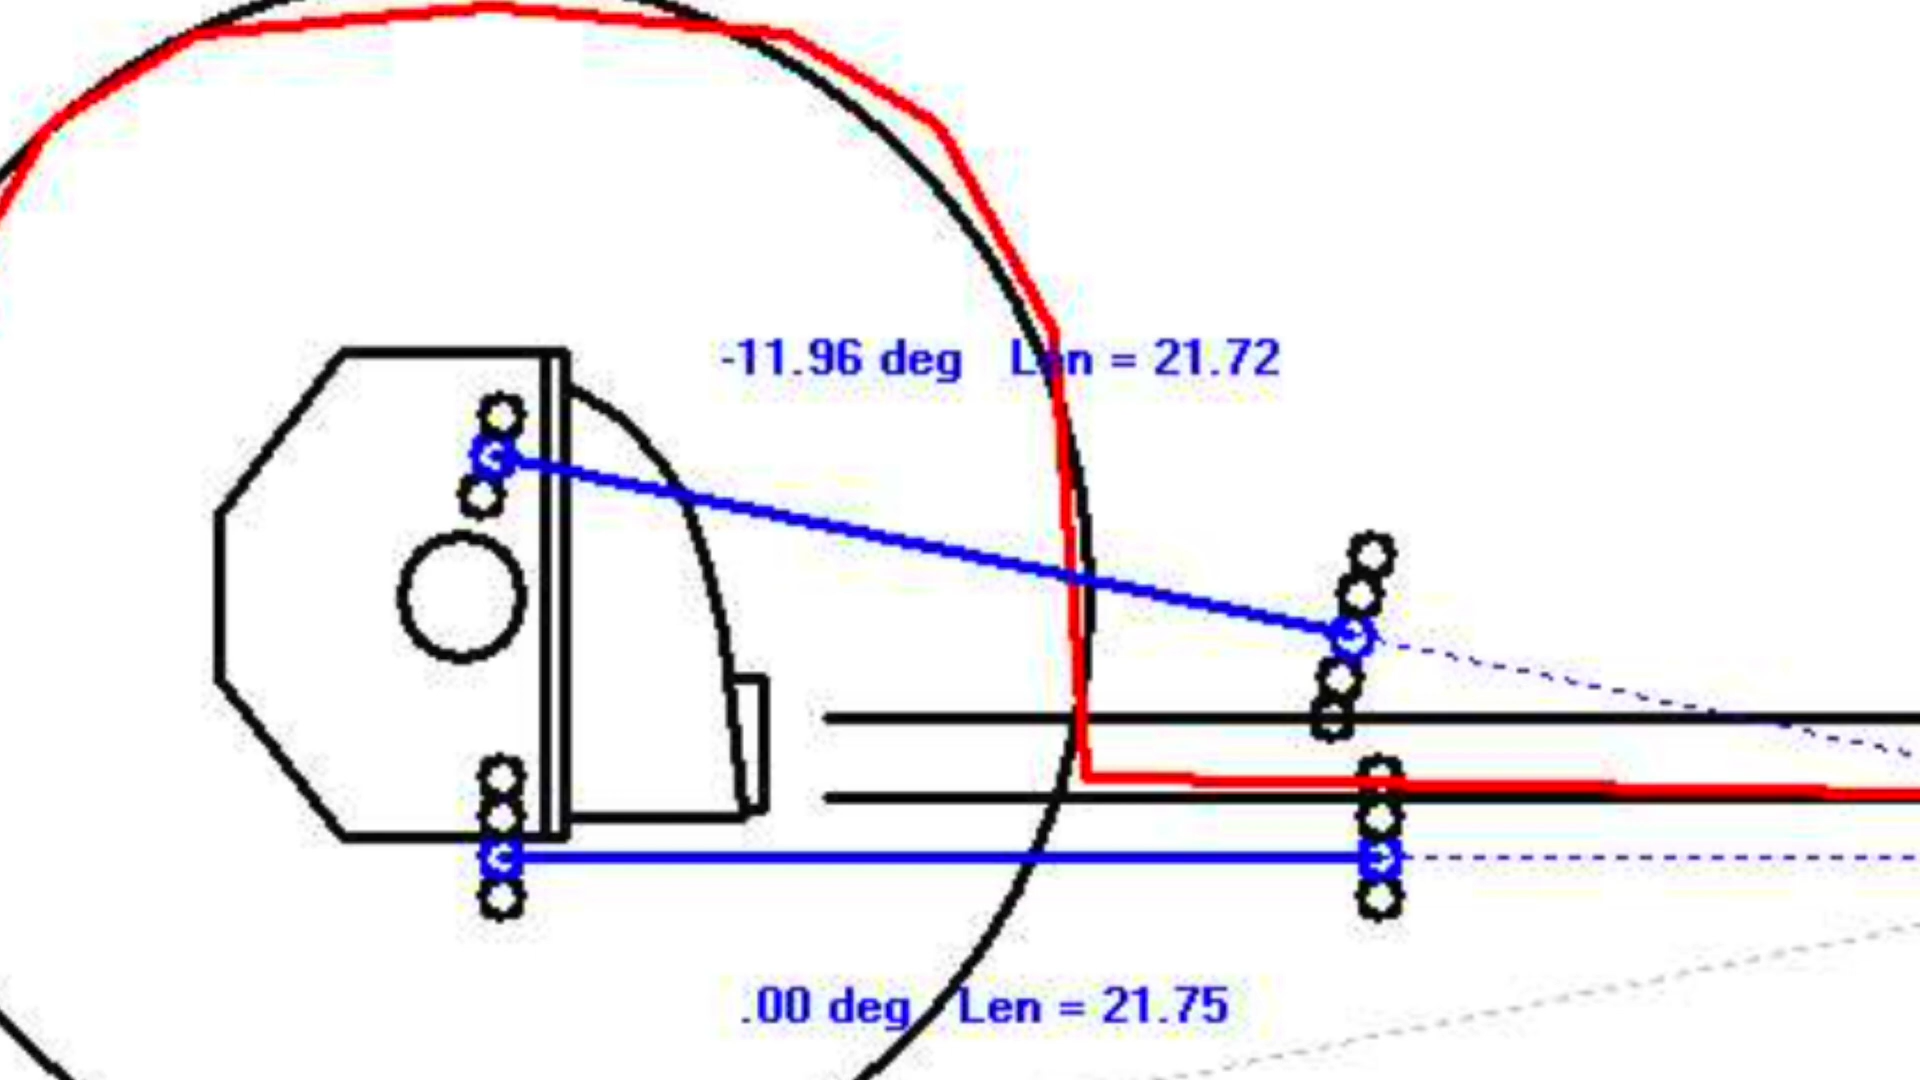 -11.96 deg Len = 21.72
.00 deg Len = 21.75